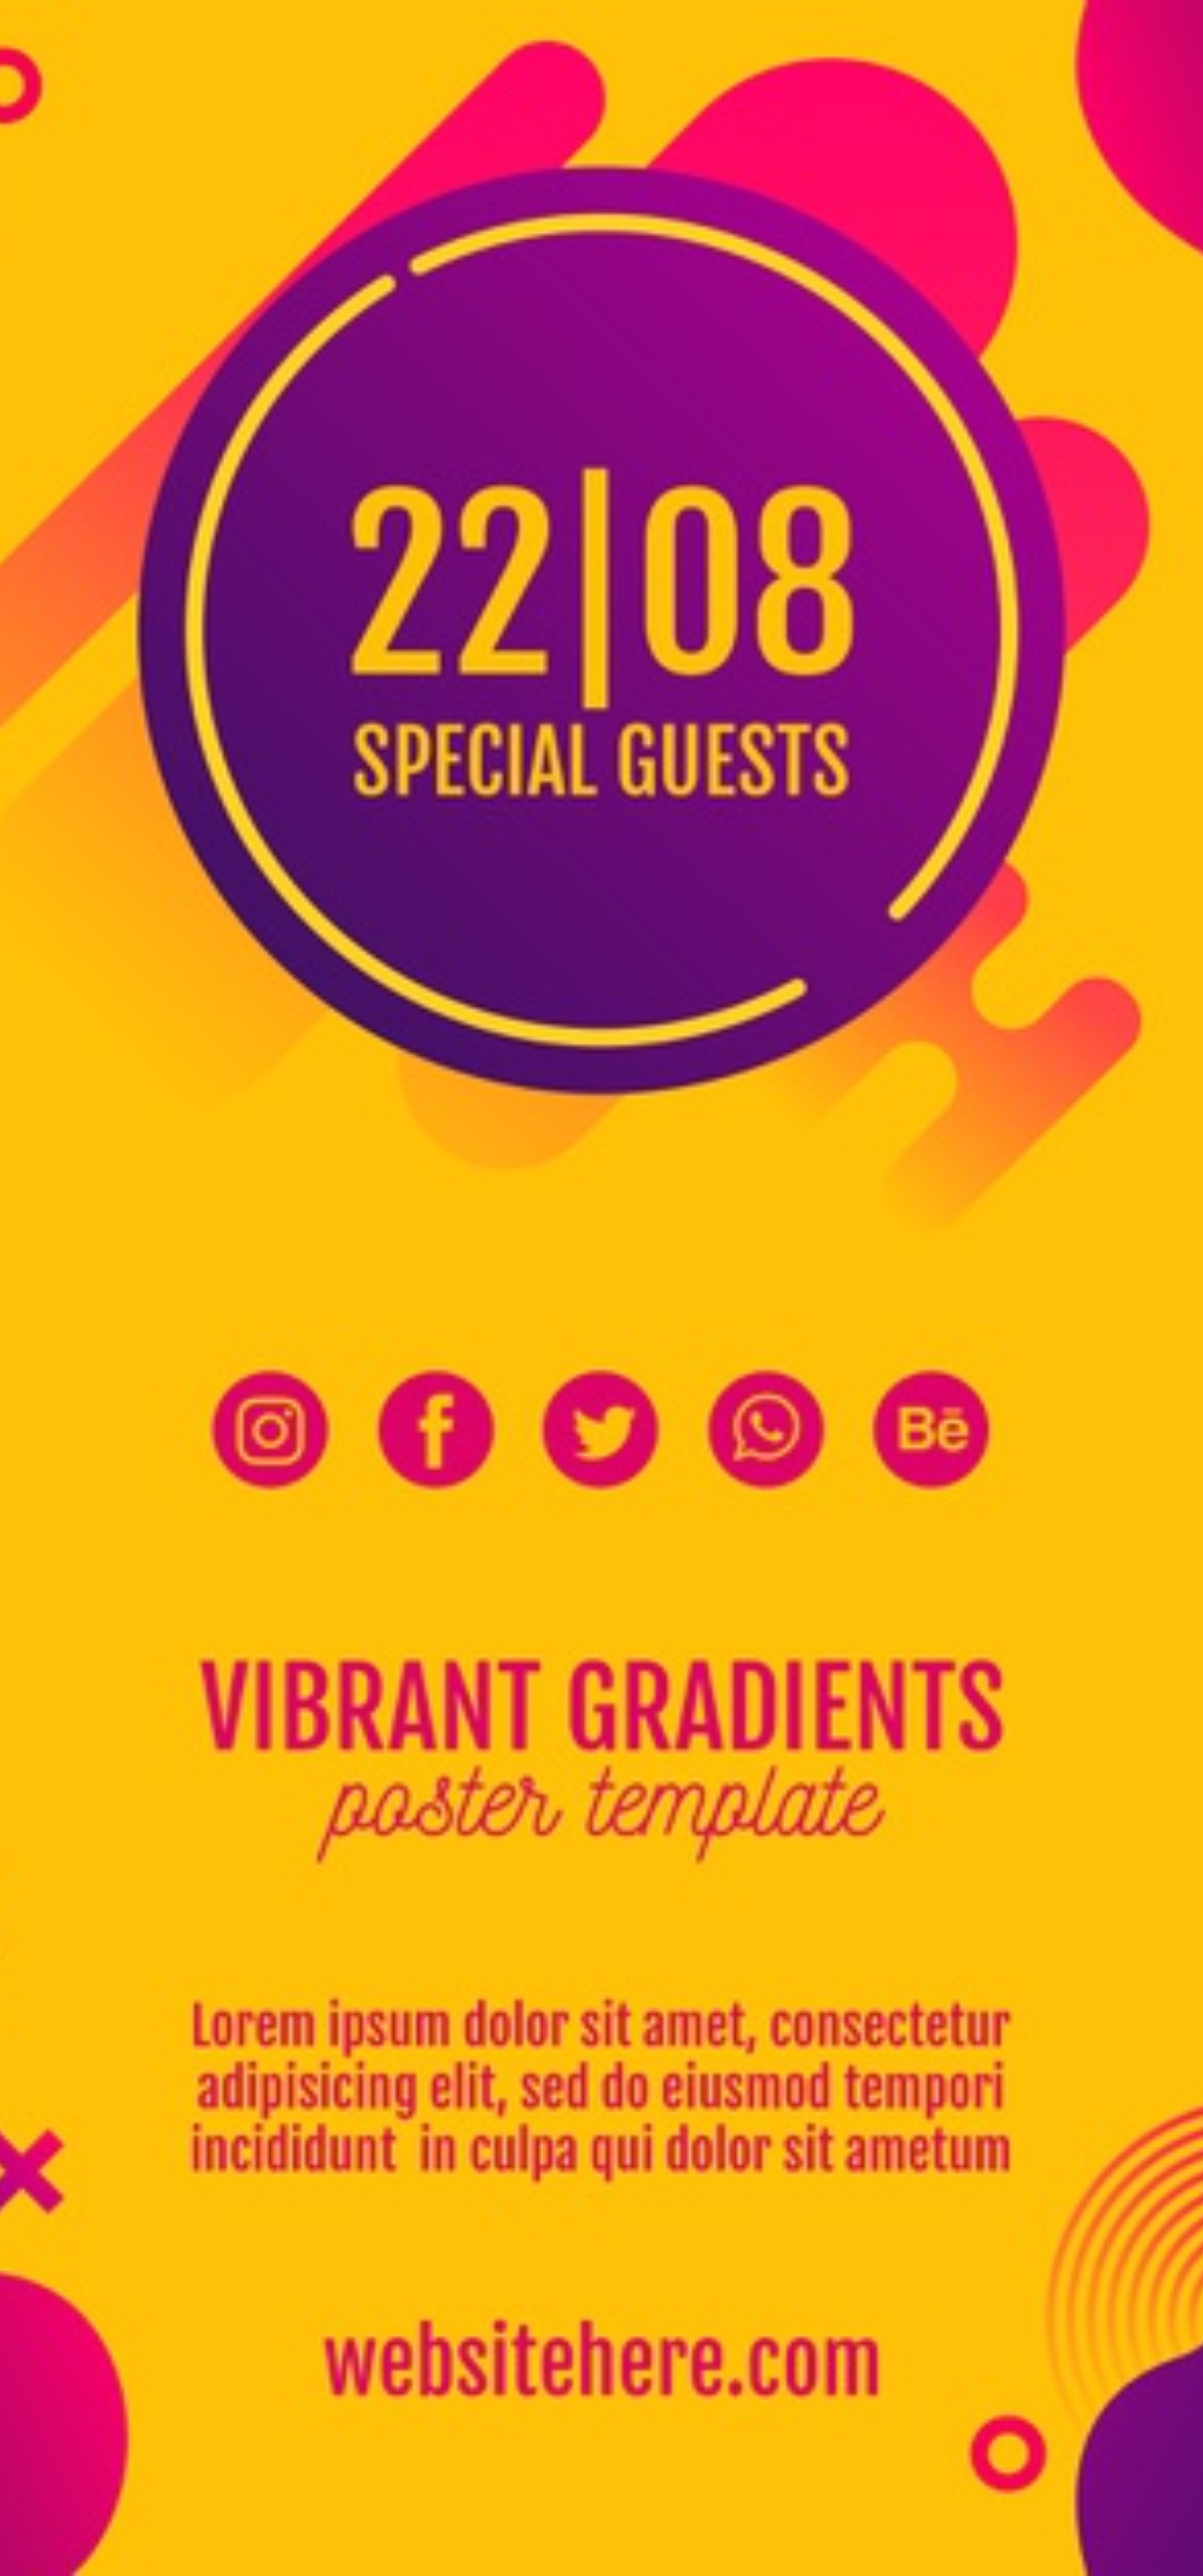 22|08
SPECIAL GUESTS
Bē
VIBRANT GRADIENTS
poster template
Lorem ipsum dolor sit amet, consectetur
adipisicing elit, sed do eiusmod tempori
incididunt  in culpa qui dolor sit ametum
websitehere.com